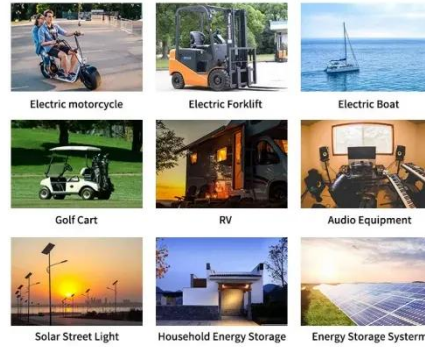 Electric motorcycle
Electric Forklift
Electric Boat
Golf Cart
RV
Audio Equipment
Solar Street Light
Household Energy Storage
Energy Storage Systerm